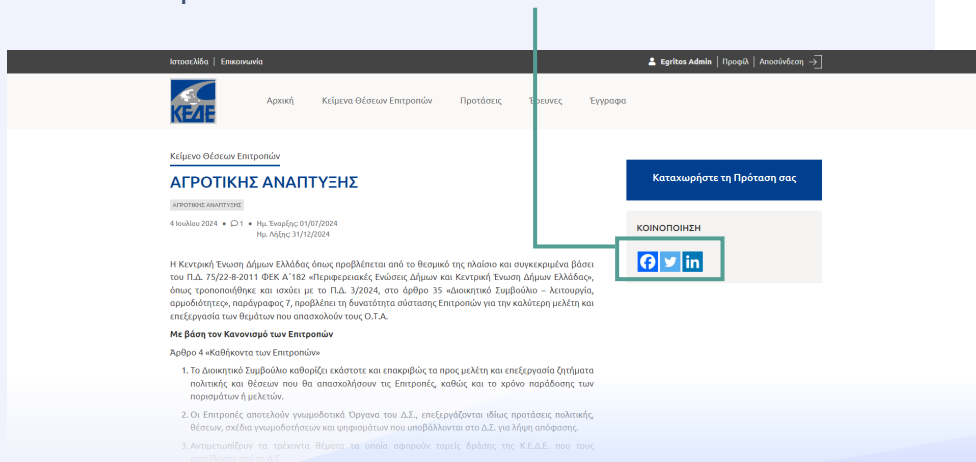 Ιστοσελίδα | Επικοινωνία
Egritos Admin | Προφίλ | Αποσύνδεση
ΚΕΔΕ
Αρχική Κείμενα Θέσεων Επιτροπών Προτάσεις Έρευνες Έγγραφα
Κείμενο Θέσεων Επιτροπών
ΑΓΡΟΤΙΚΗΣ ΑΝΑΠΤΥΞΗΣ
ΑΓΡΟΤΙΚΗΣ ΑΝΑΠΤΥΞΗΣ
4 Ιουλίου 2024 • 1 • Ημ. Έναρξης: 01/07/2024
Ημ. Λήξης: 31/12/2024
Η Κεντρική Ένωση Δήμων Ελλάδας όπως προβλέπεται από το θεσμικό της πλαίσιο και συγκεκριμένα βάσει
του Π.Δ. 75/22-8-2011 ΦΕΚ Α΄182 «Περιφερειακές Ενώσεις Δήμων και Κεντρική Ένωση Δήμων Ελλάδας»,
όπως τροποποιήθηκε και ισχύει με το Π.Δ. 3/2024, στο άρθρο 35 «Διοικητικό Συμβούλιο – λειτουργία,
αρμοδιότητες», παράγραφος 7, προβλέπει τη δυνατότητα σύστασης Επιτροπών για την καλύτερη μελέτη και
επεξεργασία των θεμάτων που απασχολούν τους Ο.Τ.Α.
Με βάση τον Κανονισμό των Επιτροπών
Άρθρο 4 «Καθήκοντα των Επιτροπών»
1. Το Διοικητικό Συμβούλιο καθορίζει εκάστοτε και επακριβώς τα προς μελέτη και επεξεργασία ζητήματα
πολιτικής και θέσεων που θα απασχολήσουν τις Επιτροπές, καθώς και το χρόνο παράδοσης των
πορισμάτων ή μελετών.
2. Οι Επιτροπές αποτελούν γνωμοδοτικά Όργανα του Δ.Σ., επεξεργάζονται ιδίως προτάσεις πολιτικής,
θέσεων, σχέδια γνωμοδοτήσεων και ψηφισμάτων που υποβάλλονται στο Δ.Σ. για λήψη απόφασης.
3. Αντιμετωπίζουν τα τρέχοντα θέματα τα οποία αφορούν τομείς δράσης της Κ.Ε.Δ.Ε. που τους
Καταχωρήστε τη Πρόταση σας
ΚΟΙΝΟΠΟΙΗΣΗ
in